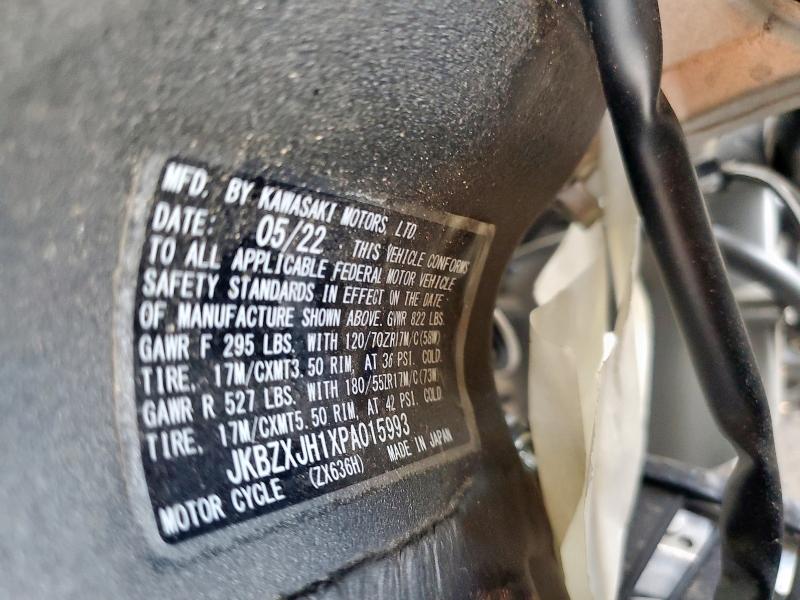 MFD. BY KAWASAKI MOTORS, LTD.
DATE: 05/22 THIS VEHICLE CONFORMS
TO ALL APPLICABLE FEDERAL MOTOR VEHICLE
SAFETY STANDARDS IN EFFECT ON THE DATE
OF MANUFACTURE SHOWN ABOVE. GVWR 822 LBS.
GAWR F 295 LBS. WITH 120/70ZR17M/C(58W)
TIRE, 17M/CXMT3.50 RIM, AT 36 PSI. COLD.
GAWR R 527 LBS. WITH 180/55ZR17M/C(73W)
TIRE, 17M/CXMT5.50 RIM, AT 42 PSI. COLD
JKBZXJH1XPA015993
MOTOR CYCLE (ZX636H) MADE IN JAPAN